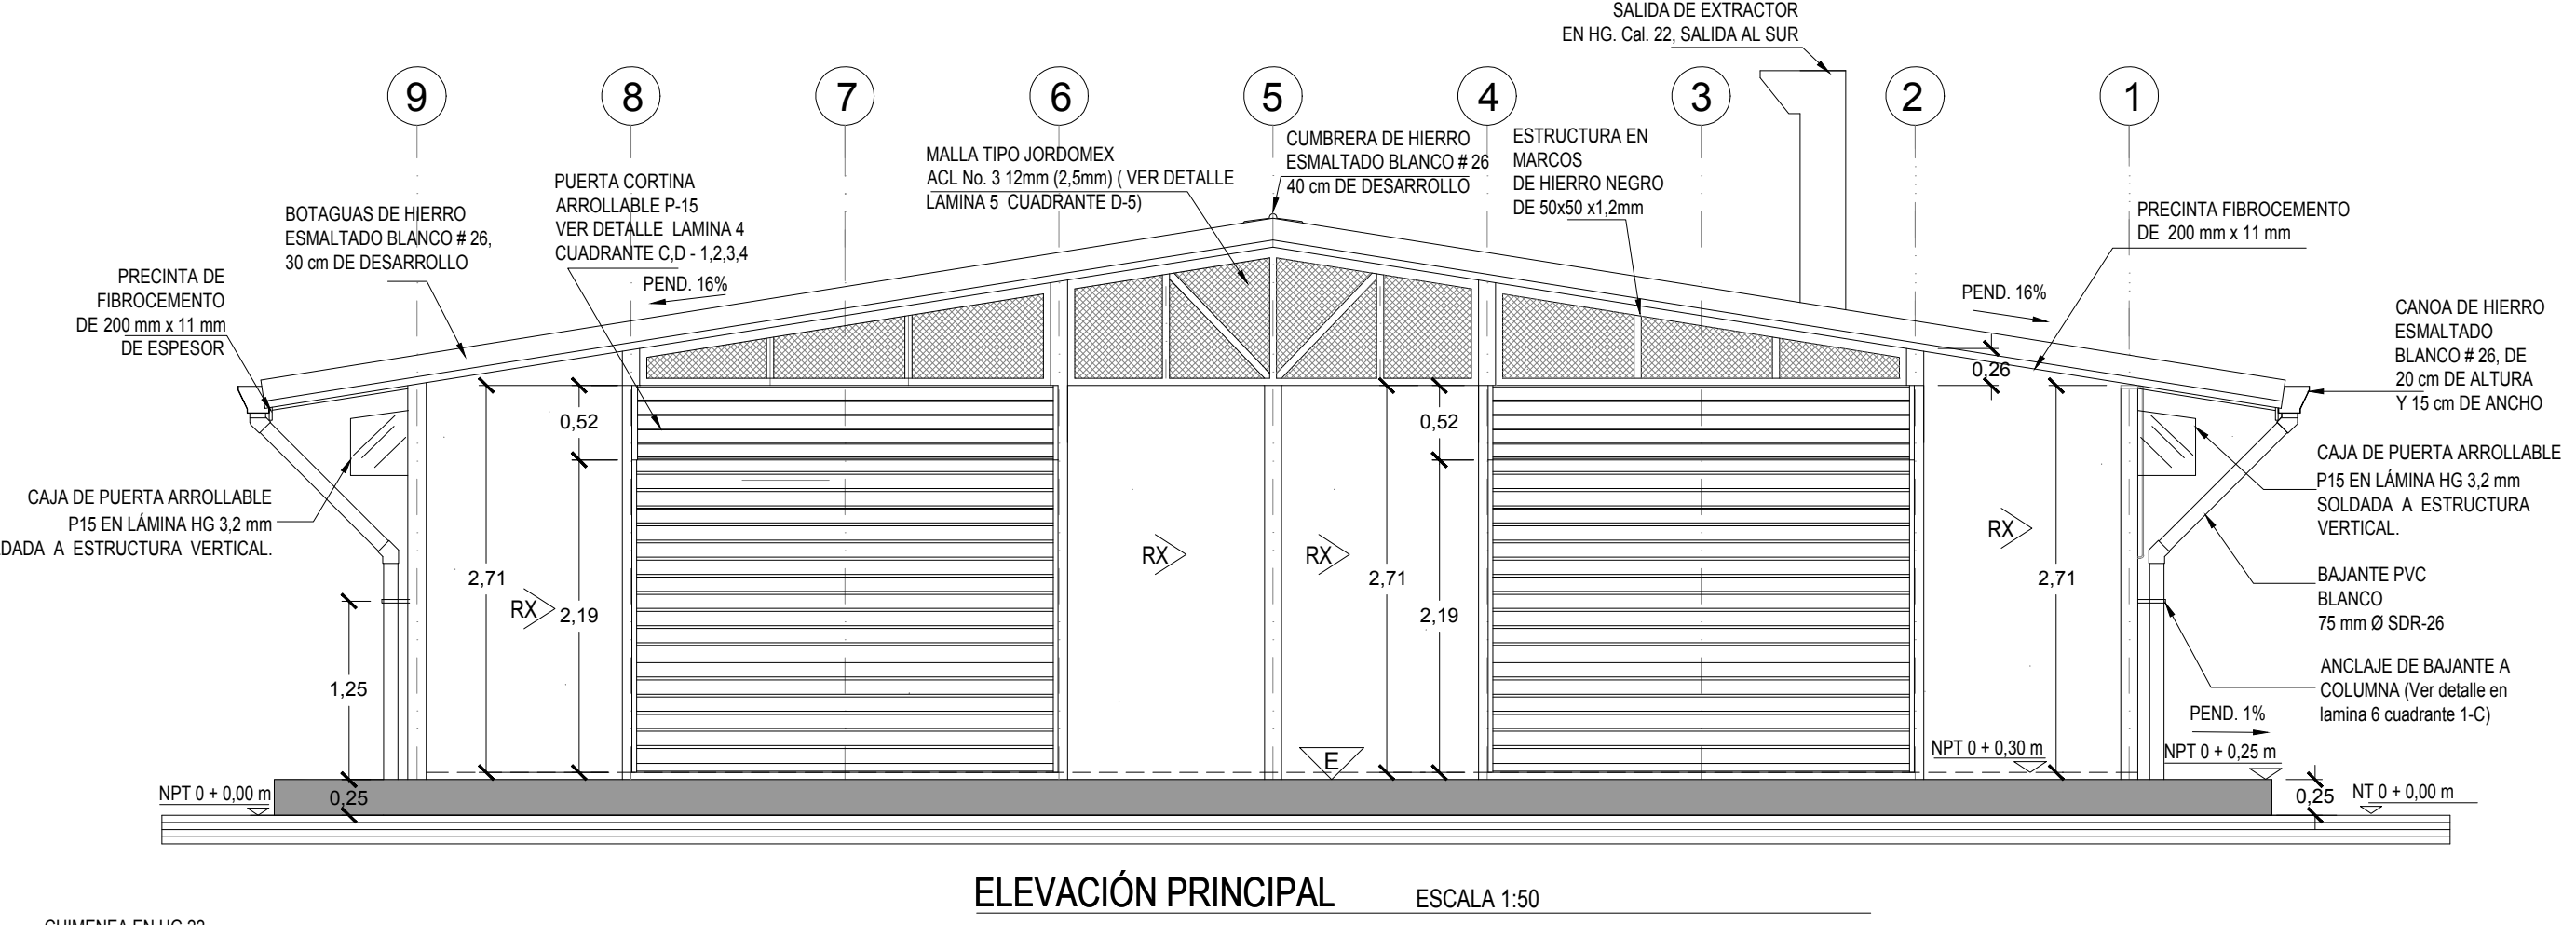 SALIDA DE EXTRACTOR
EN HG. Cal. 22, SALIDA AL SUR
9
8
7
6
5
4
3
2
1
PRECINTA DE
FIBROCEMENTO
DE 200 mm x 11 mm
DE ESPESOR
BOTAGUAS DE HIERRO
ESMALTADO BLANCO # 26,
30 cm DE DESARROLLO
PUERTA CORTINA
ARROLLABLE P-15
VER DETALLE LAMINA 4
CUADRANTE C,D - 1,2,3,4
PEND. 16%
MALLA TIPO JORDOMEX
ACL No. 3 12mm (2,5mm) ( VER DETALLE
LAMINA 5 CUADRANTE D-5)
CUMBRERA DE HIERRO
ESMALTADO BLANCO # 26
40 cm DE DESARROLLO
ESTRUCTURA EN
MARCOS
DE HIERRO NEGRO
DE 50x50 x1,2mm
PRECINTA FIBROCEMENTO
DE 200 mm x 11 mm
PEND. 16%
0,26
CANOA DE HIERRO
ESMALTADO
BLANCO # 26, DE
20 cm DE ALTURA
Y 15 cm DE ANCHO
CAJA DE PUERTA ARROLLABLE
P15 EN LÁMINA HG 3,2 mm
DADA A ESTRUCTURA VERTICAL.
0,52
0,52
CAJA DE PUERTA ARROLLABLE
P15 EN LÁMINA HG 3,2 mm
SOLDADA A ESTRUCTURA
VERTICAL.
2,71
RX
2,19
RX
RX
2,71
2,19
RX
2,71
BAJANTE PVC
BLANCO
75 mm Ø SDR-26
1,25
ANCLAJE DE BAJANTE A
COLUMNA (Ver detalle en
lamina 6 cuadrante 1-C)
PEND. 1%
E
NPT 0 + 0,30 m
NPT 0 + 0,25 m
NPT 0 + 0,00 m
0,25
0,25
NT 0 + 0,00 m
ELEVACIÓN PRINCIPAL
ESCALA 1:50